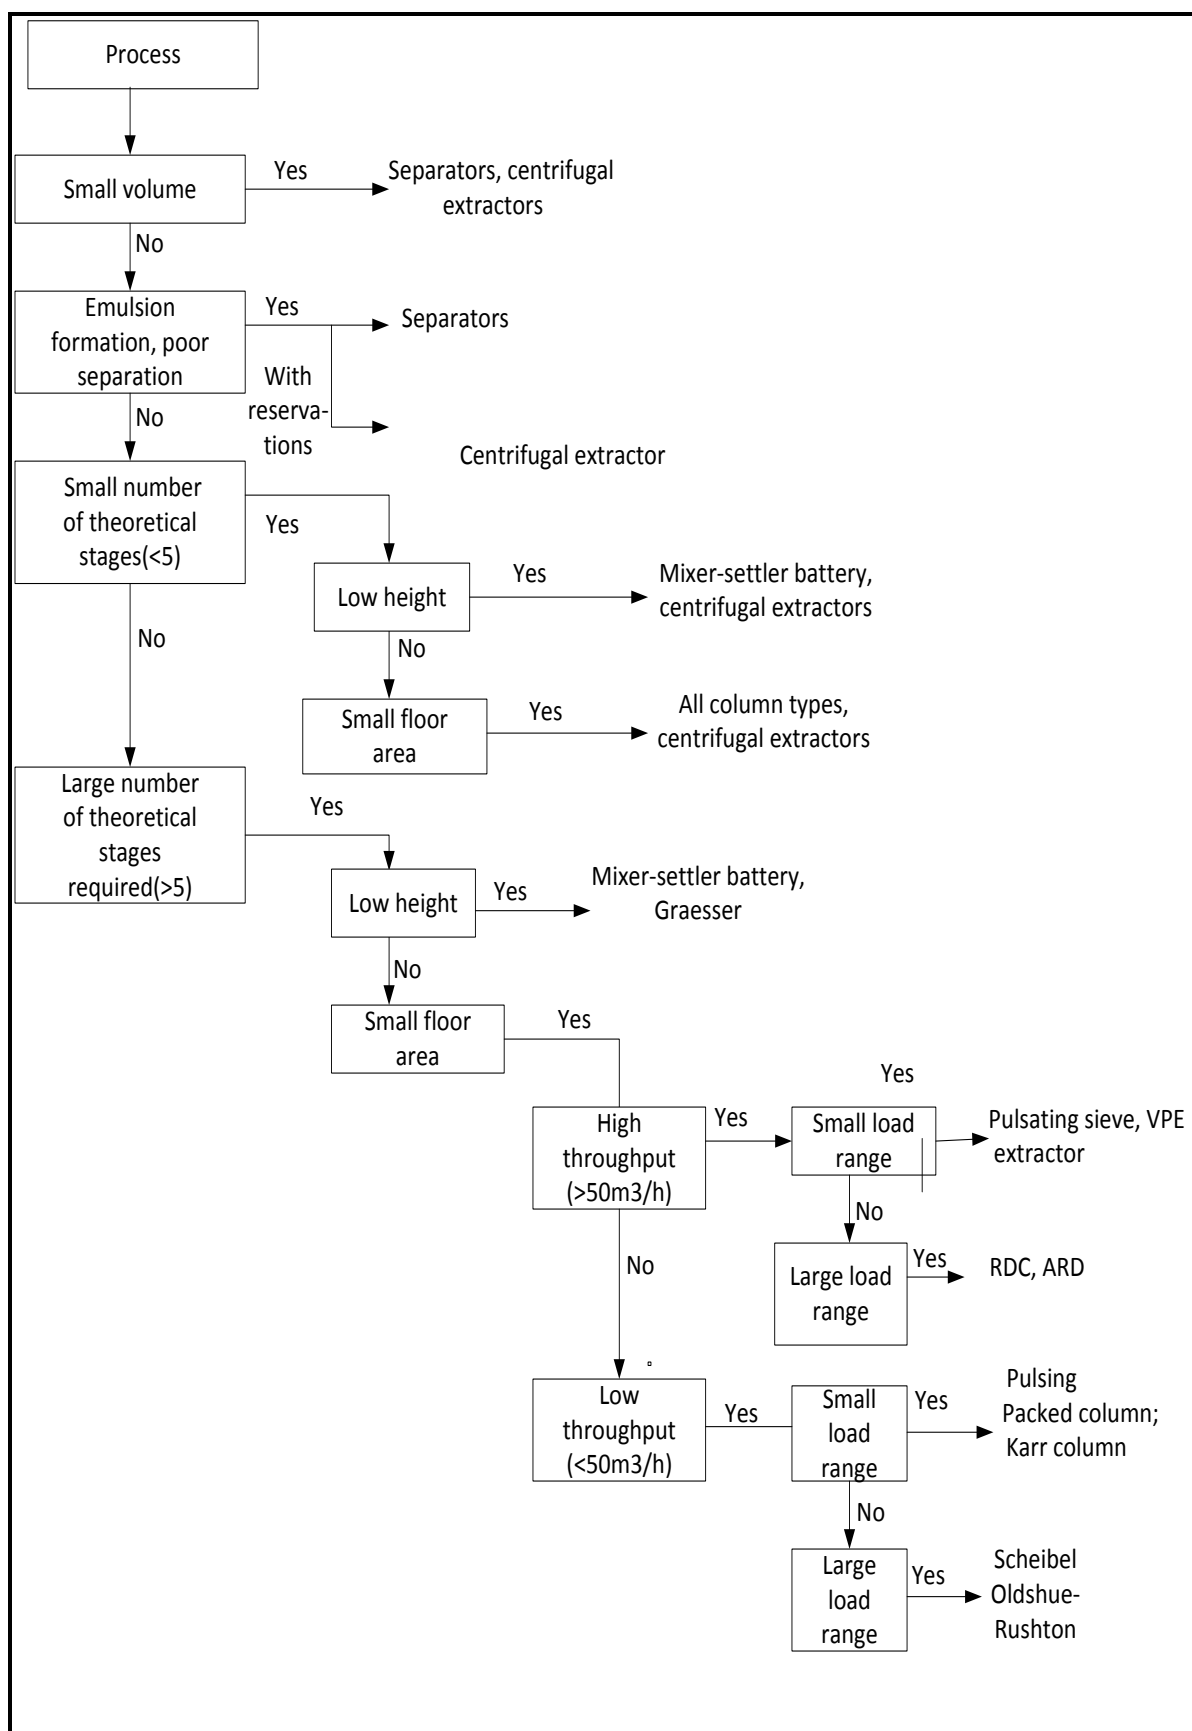 Process
Yes
Small volume
Separators, centrifugal
extractors
No
Emulsion
formation, poor
separation
Yes
Separators
With
reserva-
tions
Centrifugal extractor
No
Small number
of theoretical
stages(<5)
Yes
Low height
Yes
Mixer-settler battery,
centrifugal extractors
No
No
Small floor
area
Yes
All column types,
centrifugal extractors
Large number
of theoretical
stages
required(>5)
Yes
Low height
Yes
Mixer-settler battery,
Graesser
No
Small floor
area
Yes
High
throughput
(>50m3/h)
Yes
Small load
range
Yes
Pulsating sieve, VPE
extractor
No
Large load
range
Yes
RDC, ARD
No
Low
throughput
(<50m3/h)
Yes
Small
load
range
Yes
Pulsing
Packed column;
Karr column
No
Large
load
range
Yes
Scheibel
Oldshue-
Rushton